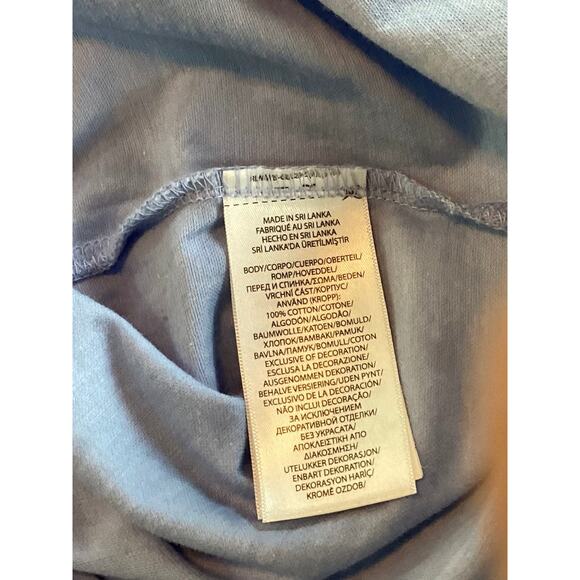 MADE IN SRI LANKA
FABRIQUÉ AU SRI LANKA
HECHO EN SRI LANKA
SRİ LANKA'DA ÜRETİLMİŞTİR
BODY/CORPO/CUERPO/OBERTEIL/
ROMP/HOVEDDEL/
ПЕРЕД И СПИНКА/ΣΩΜΑ/BEDEN/
VRCHNÍ ČÁST/КОРПУС/
ANVÄND (KROPP):
100% COTTON/COTONE/
ALGODÓN/ALGODÃO/
BAUMWOLLE/KATOEN/BOMULD/
ХЛОПОК/ΒΑΜΒΑΚΙ/PAMUK/
BAVLNA/ПАМУК/BOMULL/COTTON
EXCLUSIVE OF DECORATION/
ESCLUSA LA DECORAZIONE/
AUSGENOMMEN DEKORATION/
BEHALVE VERSIERING/UDEN PYNT/
EXCLUSIVO DE LA DECORACIÓN/
NÃO INCLUI DECORAÇÃO/
ЗА ИСКЛЮЧЕНИЕМ
ДЕКОРАТИВНОЙ ОТДЕЛКИ/
БЕЗ УКРАСАТА/
ΑΠΟΚΛΕΙΣΤΙΚΗ ΑΠΟ
ΔΙΑΚΟΣΜΗΣΗ/
UTELUKKER DEKORASJON/
ENBART DEKORATION/
DEKORASYON HARİÇ/
KROMĚ OZDOB/